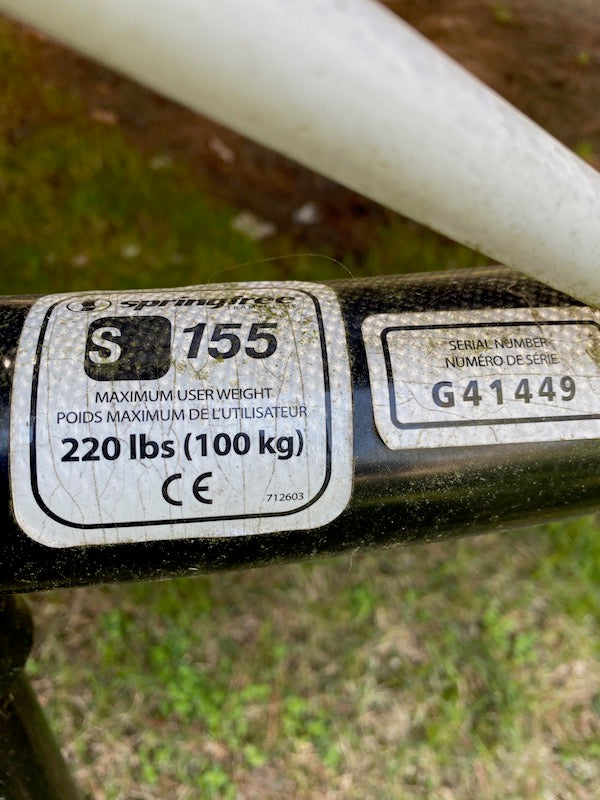 springfree
S 155
MAXIMUM USER WEIGHT
POIDS MAXIMUM DE L'UTILISATEUR
220 lbs (100 kg)
CE
712603
SERIAL NUMBER
NUMÉRO DE SÉRIE
G41449